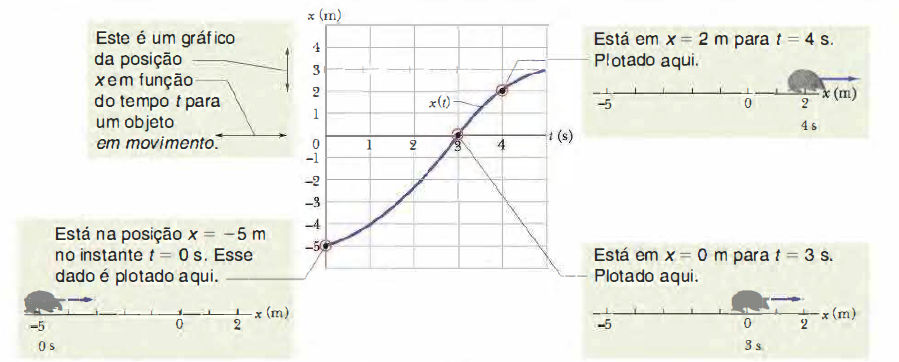 Este é um gráfico
da posição
x em função
do tempo t para
um objeto
em movimento.
x (m)
4
3
2
1
0
−1
−2
−3
−4
−5
1
2
3
4
t (s)
x(t)
Está em x = 2 m para t = 4 s.
Plotado aqui.
−5
0
2
x (m)
4 s
Está na posição x = −5 m
no instante t = 0 s. Esse
dado é plotado aqui.
−5
0
2
x (m)
0 s
Está em x = 0 m para t = 3 s.
Plotado aqui.
−5
0
2
x (m)
3 s